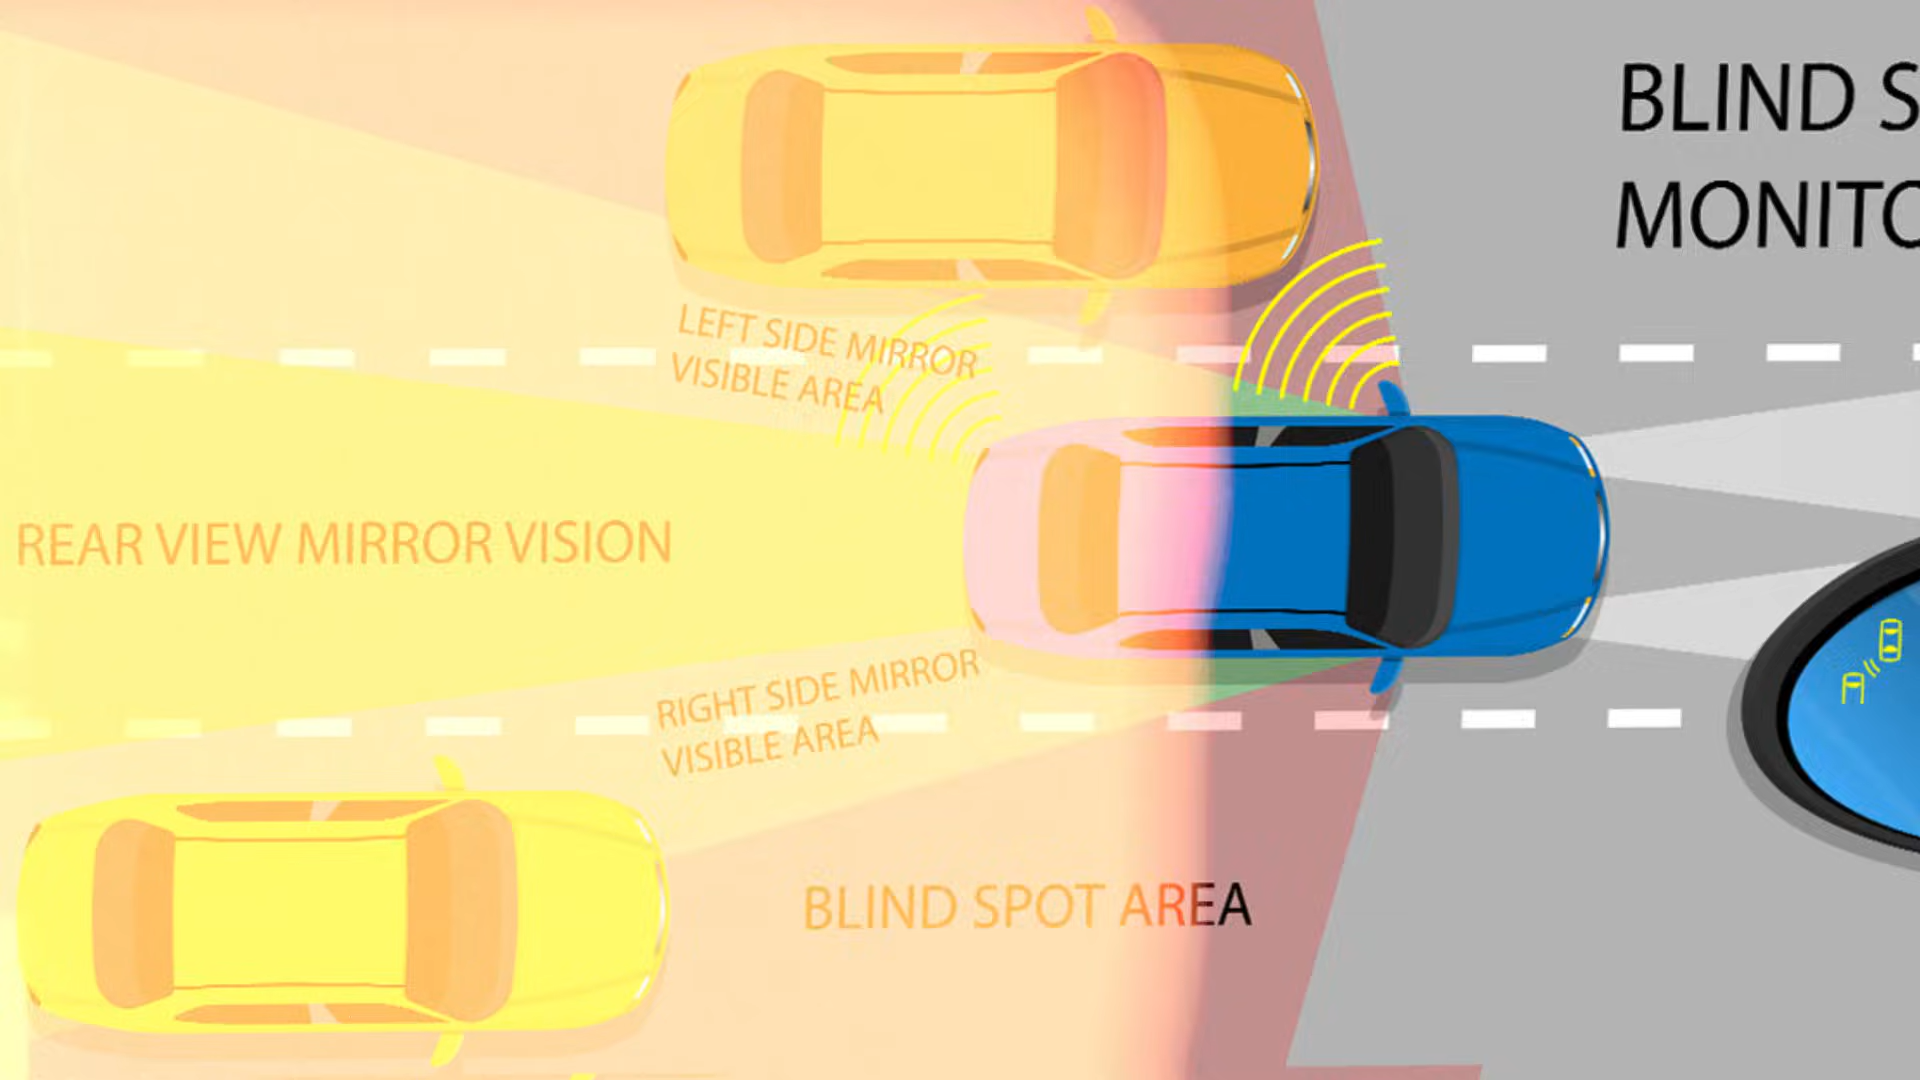 BLIND S
MONITO
LEFT SIDE MIRROR
VISIBLE AREA
REAR VIEW MIRROR VISION
RIGHT SIDE MIRROR
VISIBLE AREA
BLIND SPOT AREA